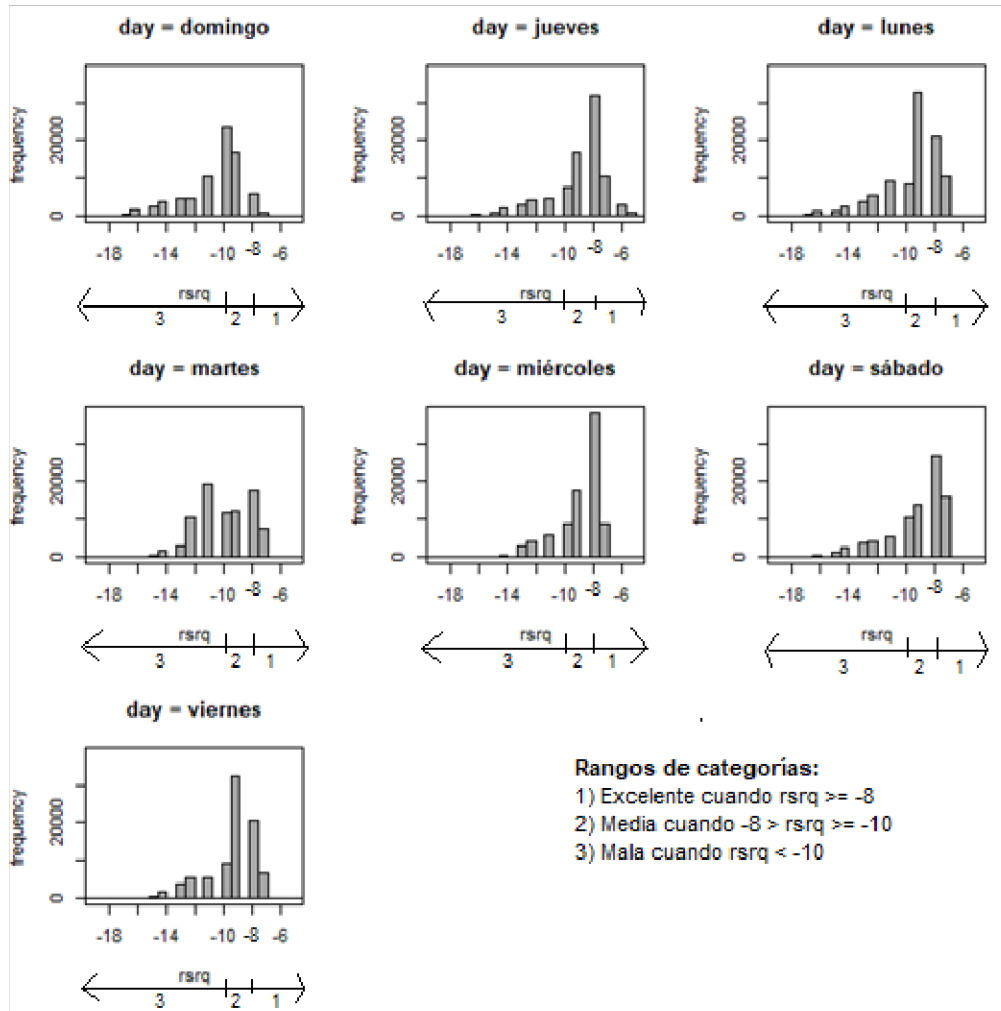 day = domingo
frequency
20000
0
-18 -14 -10 -8 -6
rsrq
3 2 1
day = jueves
frequency
20000
0
-18 -14 -10 -8 -6
rsrq
3 2 1
day = lunes
frequency
20000
0
-18 -14 -10 -8 -6
rsrq
3 2 1
day = martes
frequency
20000
0
-18 -14 -10 -8 -6
rsrq
3 2 1
day = miércoles
frequency
20000
0
-18 -14 -10 -8 -6
rsrq
3 2 1
day = sábado
frequency
20000
0
-18 -14 -10 -8 -6
rsrq
3 2 1
day = viernes
frequency
20000
0
-18 -14 -10 -8 -6
rsrq
3 2 1
Rangos de categorías:
1) Excelente cuando rsrq >= -8
2) Media cuando -8 > rsrq >= -10
3) Mala cuando rsrq < -10